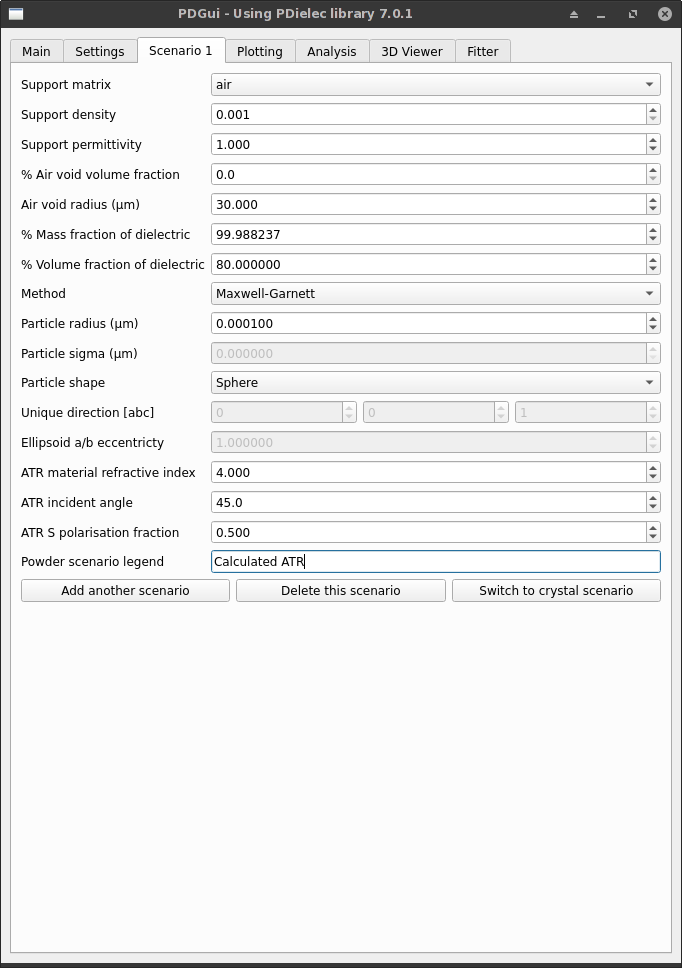 PDGui - Using PDielec library 7.0.1
Main Settings Scenario 1 Plotting Analysis 3D Viewer Fitter
Support matrix air
Support density 0.001
Support permittivity 1.000
% Air void volume fraction 0.0
Air void radius (μm) 30.000
% Mass fraction of dielectric 99.988237
% Volume fraction of dielectric 80.000000
Method Maxwell-Garnett
Particle radius (μm) 0.000100
Particle sigma (μm) 0.000000
Particle shape Sphere
Unique direction [abc] 0 0 1
Ellipsoid a/b eccentricty 1.000000
ATR material refractive index 4.000
ATR incident angle 45.0
ATR S polarisation fraction 0.500
Powder scenario legend Calculated ATR
Add another scenario Delete this scenario Switch to crystal scenario